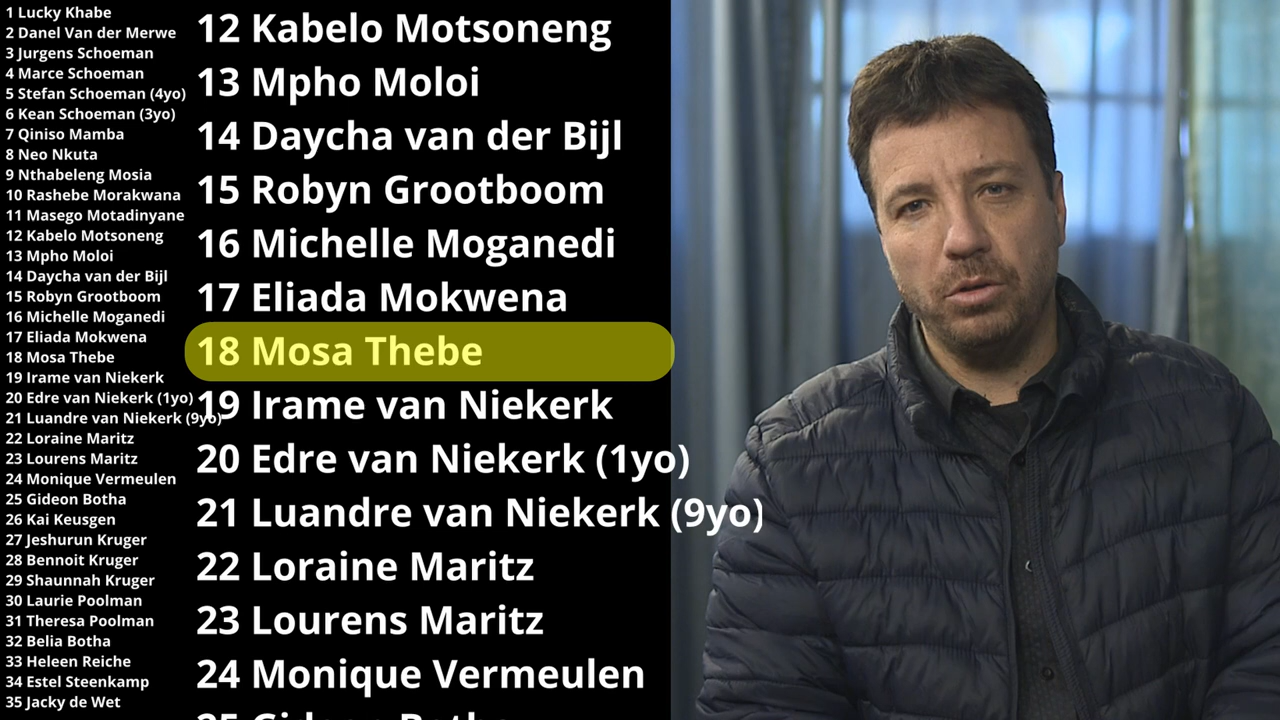 1 Lucky Khabe
2 Danel Van der Merwe
3 Jurgens Schoeman
4 Marce Schoeman
5 Stefan Schoeman (4yo)
6 Kean Schoeman (3yo)
7 Qiniso Mamba
8 Neo Nkuta
9 Nthabeleng Mosia
10 Rashebe Morakwana
11 Masego Motadinyane
12 Kabelo Motsoneng
13 Mpho Moloi
14 Daycha van der Bijl
15 Robyn Grootboom
16 Michelle Moganedi
17 Eliada Mokwena
18 Mosa Thebe
19 Irame van Niekerk
20 Edre van Niekerk (1yo)
21 Luandre van Niekerk (9yo)
22 Loraine Maritz
23 Lourens Maritz
24 Monique Vermeulen
25 Gideon Botha
26 Kai Keusgen
27 Jeshurun Kruger
28 Bennoit Kruger
29 Shaunnah Kruger
30 Laurie Poolman
31 Theresa Poolman
32 Belia Botha
33 Heleen Reiche
34 Estel Steenkamp
35 Jacky de Wet
12 Kabelo Motsoneng
13 Mpho Moloi
14 Daycha van der Bijl
15 Robyn Grootboom
16 Michelle Moganedi
17 Eliada Mokwena
18 Mosa Thebe
19 Irame van Niekerk
20 Edre van Niekerk (1yo)
21 Luandre van Niekerk (9yo)
22 Loraine Maritz
23 Lourens Maritz
24 Monique Vermeulen
25 Gideon Botha